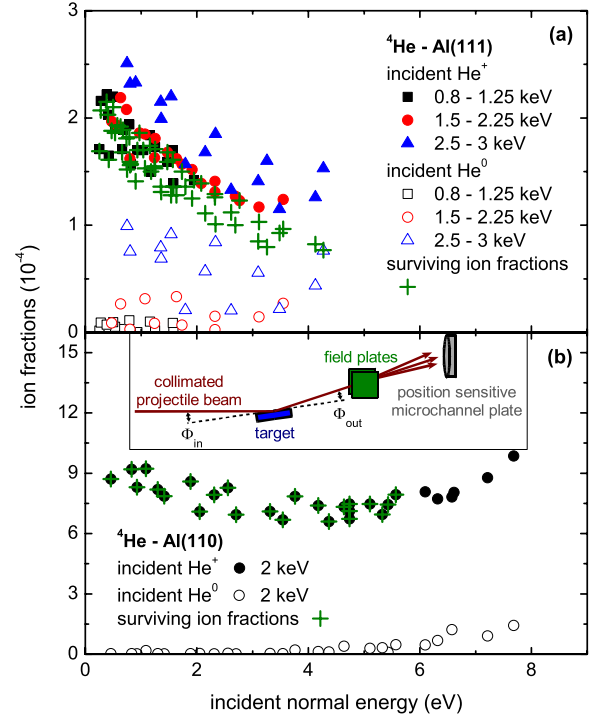 3
2
1
0
(a)
⁴He - Al(111)
incident He⁺
0.8 - 1.25 keV
1.5 - 2.25 keV
2.5 - 3 keV
incident He⁰
0.8 - 1.25 keV
1.5 - 2.25 keV
2.5 - 3 keV
surviving ion fractions
ion fractions (10⁻⁴)
15
12
9
6
3
0
(b)
field plates
collimated
projectile beam
Φin
target
Φout
position sensitive
microchannel plate
⁴He - Al(110)
incident He⁺ 2 keV
incident He⁰ 2 keV
surviving ion fractions
0 2 4 6 8
incident normal energy (eV)